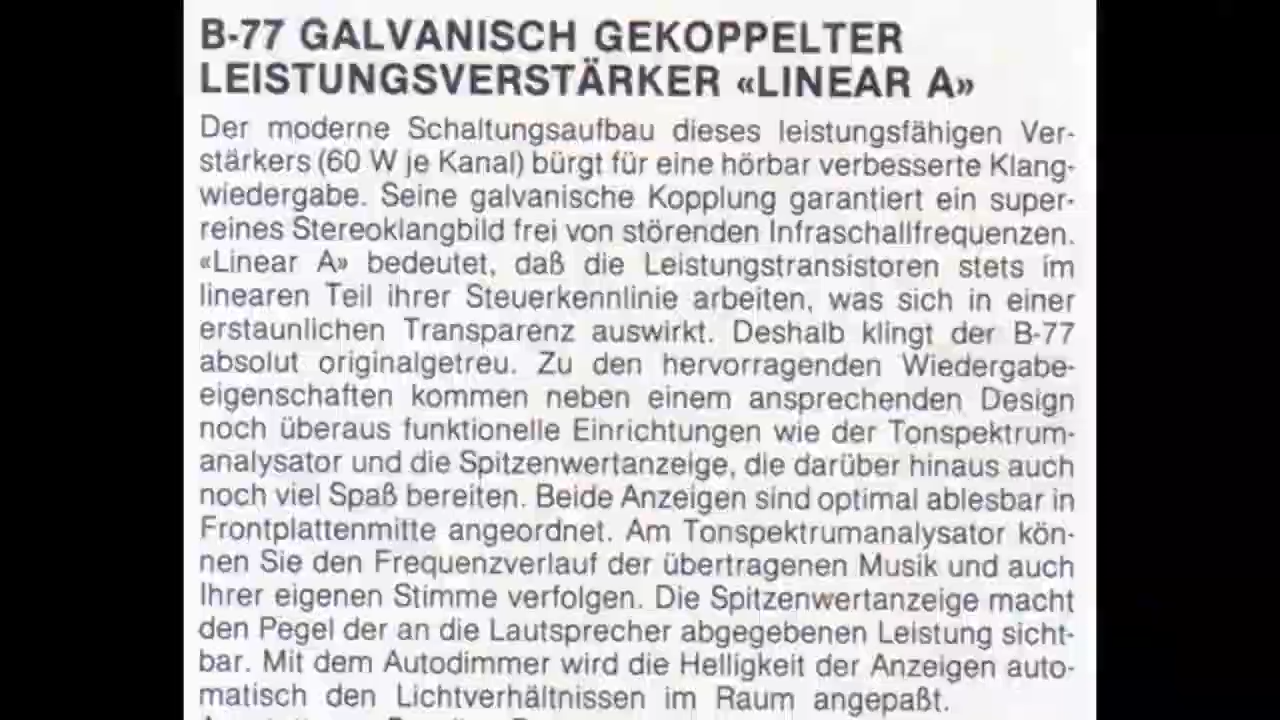 B-77 GALVANISCH GEKOPPELTER
LEISTUNGSVERSTÄRKER «LINEAR A»
Der moderne Schaltungsaufbau dieses leistungsfähigen Ver-
stärkers (60 W je Kanal) bürgt für eine hörbar verbesserte Klang-
wiedergabe. Seine galvanische Kopplung garantiert ein super-
reines Stereoklangbild frei von störenden Infraschallfrequenzen.
«Linear A» bedeutet, daß die Leistungstransistoren stets im
linearen Teil ihrer Steuerkennlinie arbeiten, was sich in einer
erstaunlichen Transparenz auswirkt. Deshalb klingt der B-77
absolut originalgetreu. Zu den hervorragenden Wiedergabe-
eigenschaften kommen neben einem ansprechenden Design
noch überaus funktionelle Einrichtungen wie der Tonspektrum-
analysator und die Spitzenwertanzeige, die darüber hinaus auch
noch viel Spaß bereiten. Beide Anzeigen sind optimal ablesbar in
Frontplattenmitte angeordnet. Am Tonspektrumanalysator kön-
nen Sie den Frequenzverlauf der übertragenen Musik und auch
Ihrer eigenen Stimme verfolgen. Die Spitzenwertanzeige macht
den Pegel der an die Lautsprecher abgegebenen Leistung sicht-
bar. Mit dem Autodimmer wird die Helligkeit der Anzeigen auto-
matisch den Lichtverhältnissen im Raum angepaßt.